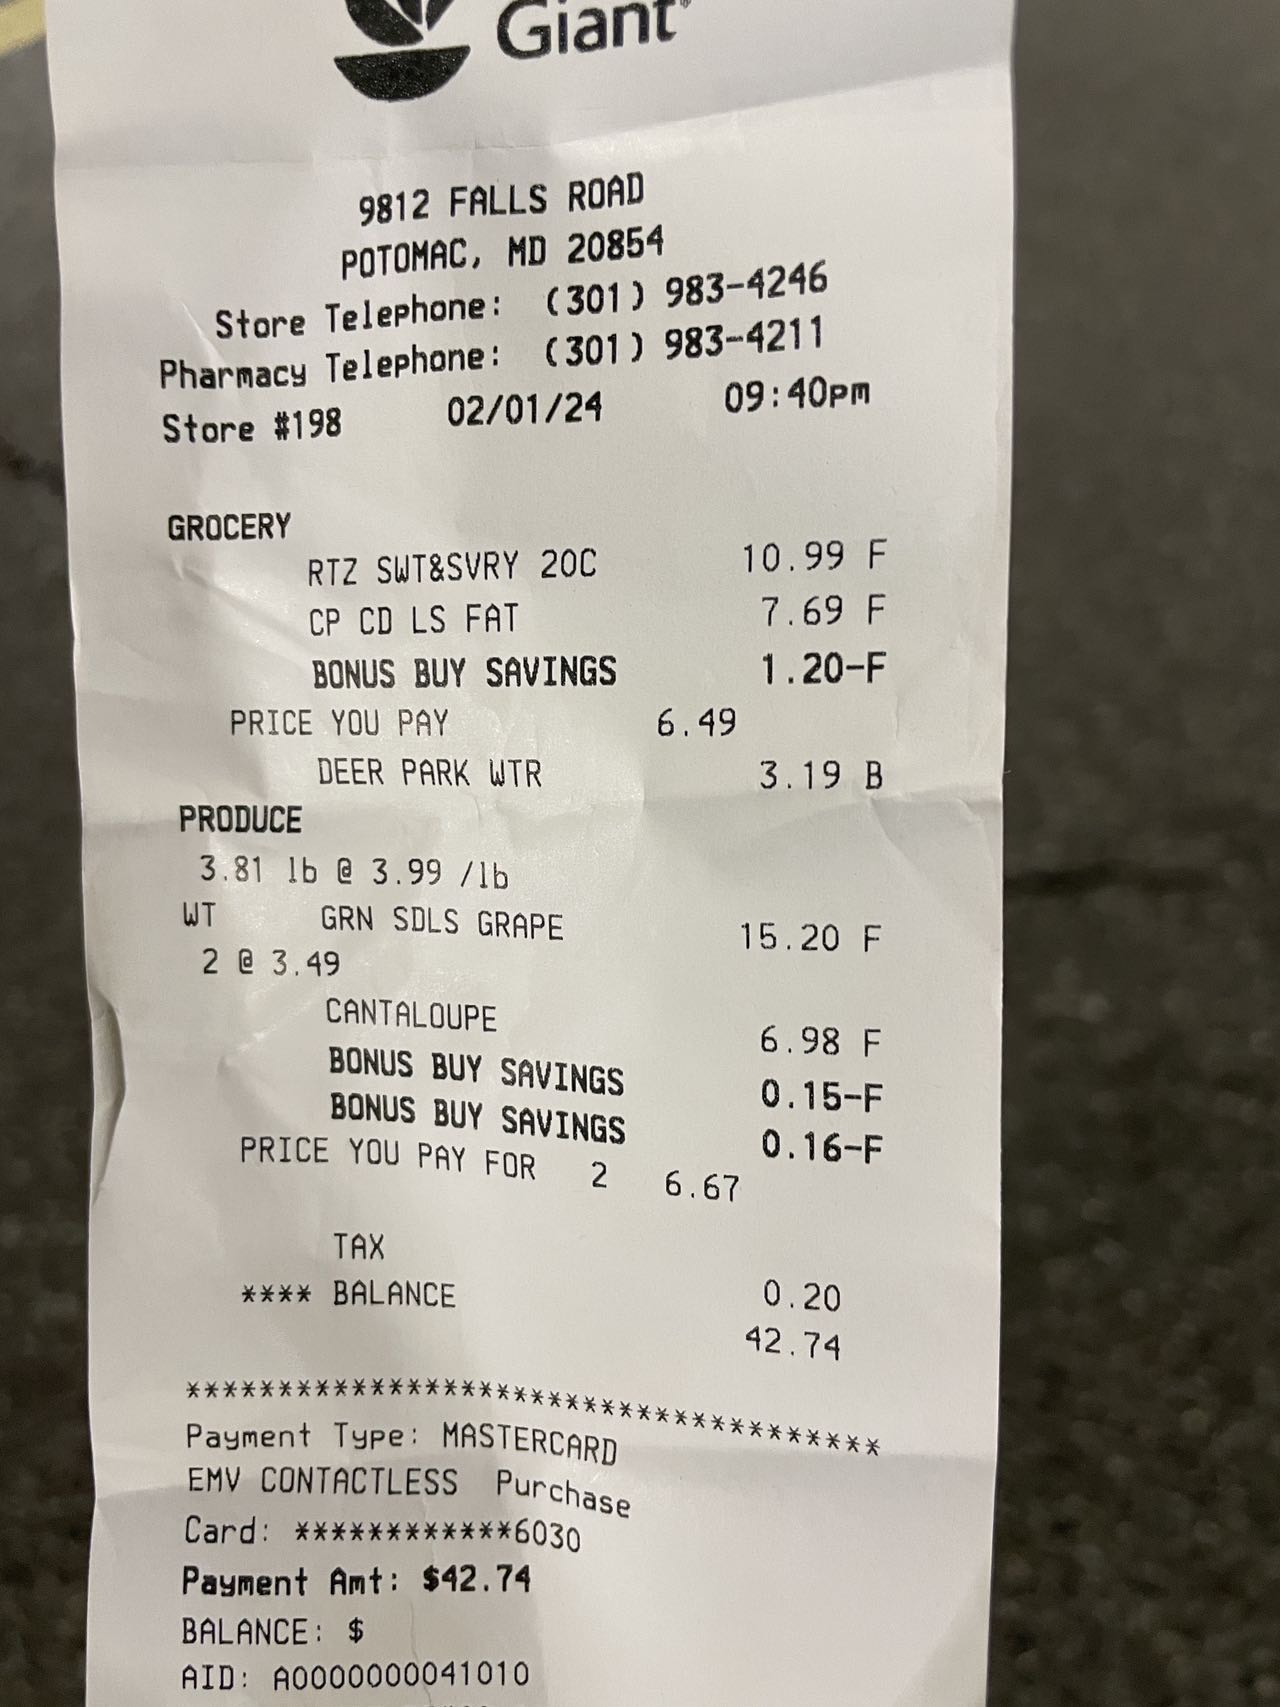 Giant
9812 FALLS ROAD
POTOMAC, MD 20854
Store Telephone: (301) 983-4246
Pharmacy Telephone: (301) 983-4211
Store #198 02/01/24 09:40pm
GROCERY
RTZ SWT&SVRY 20C 10.99 F
CP CD LS FAT 7.69 F
BONUS BUY SAVINGS 1.20-F
PRICE YOU PAY 6.49
DEER PARK WTR 3.19 B
PRODUCE
3.81 lb @ 3.99 /lb
WT GRN SDLS GRAPE 15.20 F
2 @ 3.49
CANTALOUPE 6.98 F
BONUS BUY SAVINGS 0.15-F
BONUS BUY SAVINGS 0.16-F
PRICE YOU PAY FOR 2 6.67
TAX 0.20
**** BALANCE 42.74
**************************************
Payment Type: MASTERCARD
EMV CONTACTLESS Purchase
Card: ************6030
Payment Amt: $42.74
BALANCE: $
AID: A0000000041010